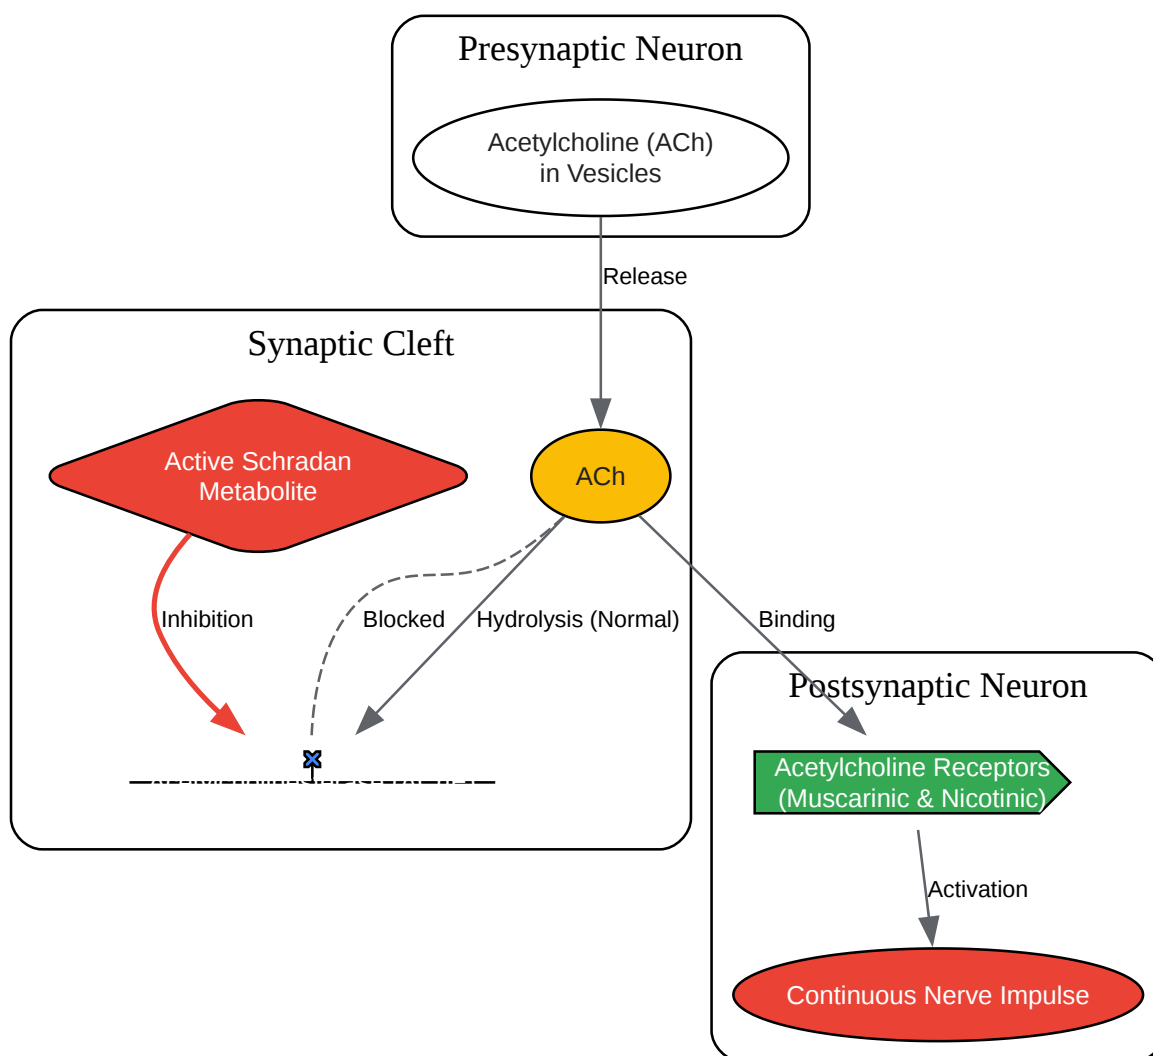 Presynaptic Neuron
Acetylcholine (ACh)
in Vesicles
Release
Synaptic Cleft
Active Schradan
Metabolite
ACh
Inhibition
Blocked
Hydrolysis (Normal)
Binding
Postsynaptic Neuron
Acetylcholine Receptors
(Muscarinic & Nicotinic)
Activation
Continuous Nerve Impulse